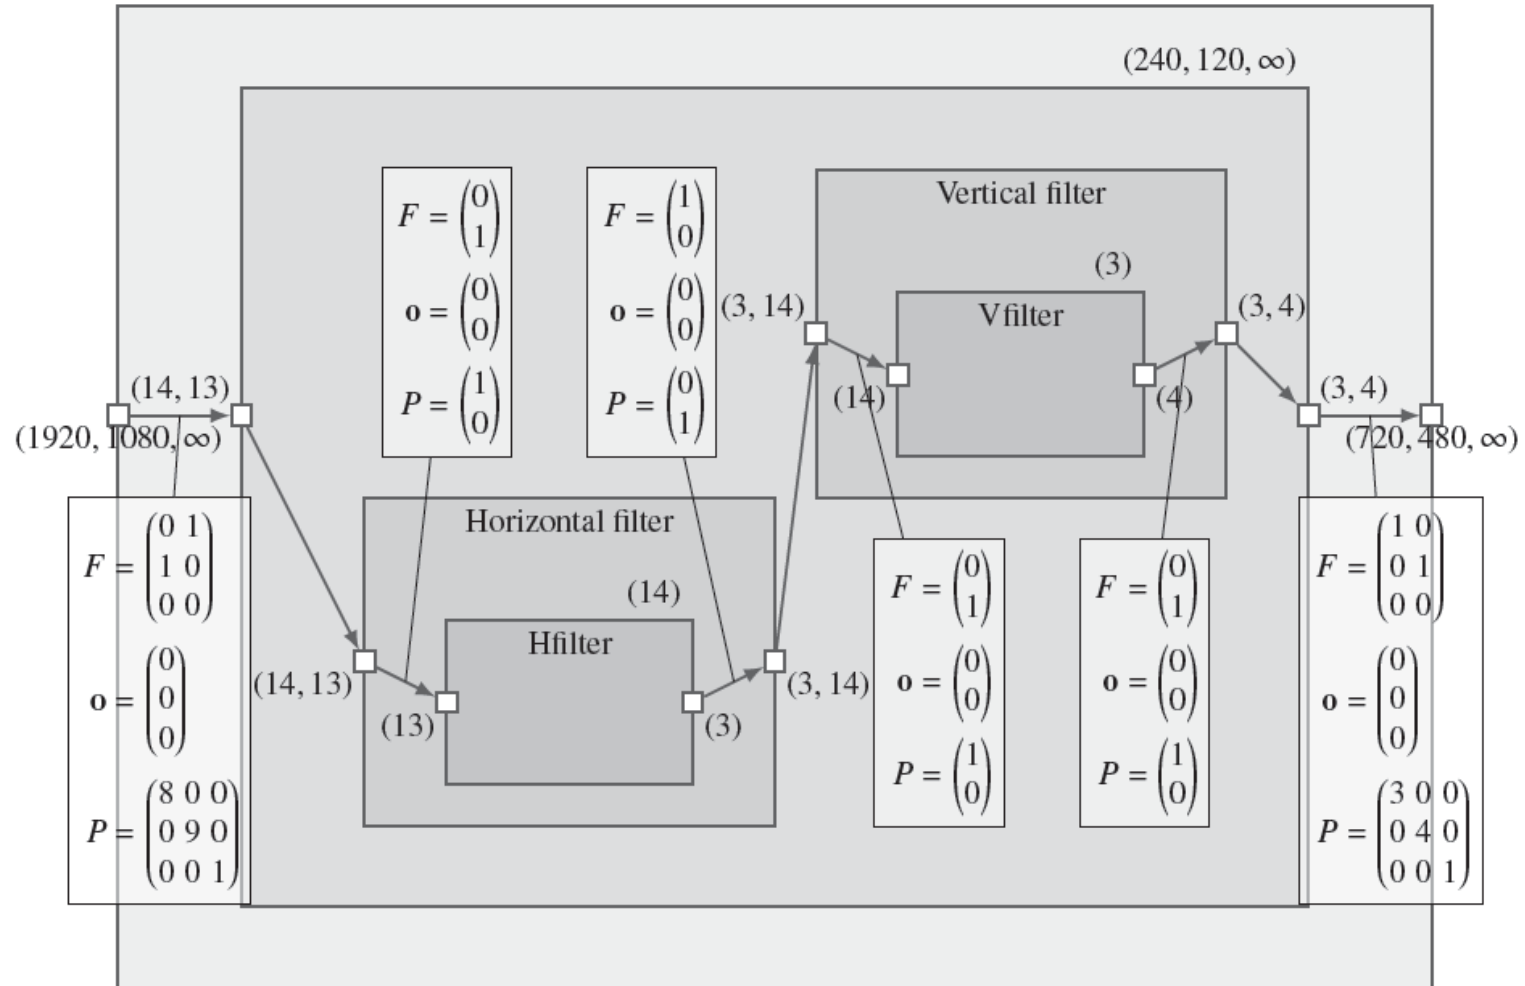 (240, 120, ∞)
F = (0 1)
o = (0 0)
P = (1 0)
F = (1 0)
o = (0 0)
P = (0 1)
Vertical filter
(3)
Vfilter
(3, 14)
(14)
(4)
(3, 4)
(14, 13)
(1920, 1080, ∞)
(3, 4)
(720, 480, ∞)
Horizontal filter
(14)
Hfilter
(14, 13)
(13)
(3)
(3, 14)
F = (0 1
1 0
0 0)
o = (0
0
0)
P = (8 0 0
0 9 0
0 0 1)
F = (0 1)
o = (0 0)
P = (1 0)
F = (0 1)
o = (0 0)
P = (1 0)
F = (1 0
0 1
0 0)
o = (0
0
0)
P = (3 0 0
0 4 0
0 0 1)